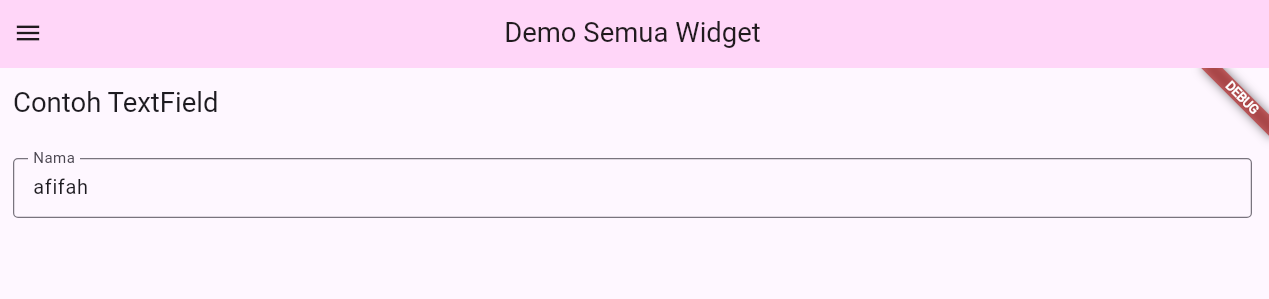 Demo Semua Widget
DEBUG
Contoh TextField
Nama
afifah